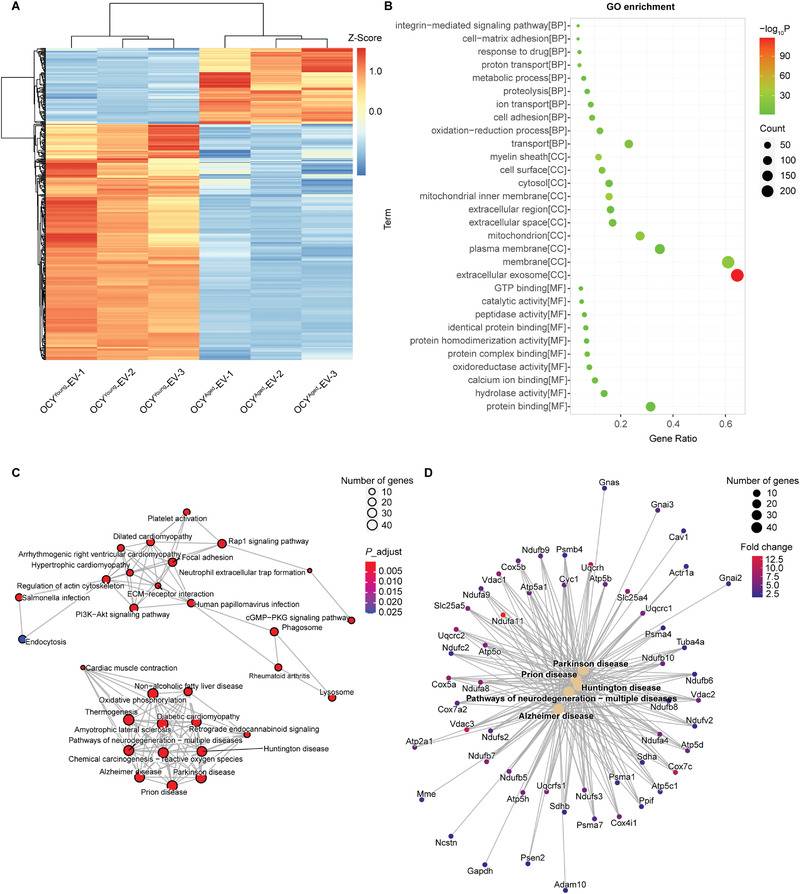 A
Z-Score
1.0
0.0
OCYYoung-EV-1
OCYYoung-EV-2
OCYYoung-EV-3
OCYAged-EV-1
OCYAged-EV-2
OCYAged-EV-3
B
GO enrichment
Term
integrin-mediated signaling pathway[BP]
cell-matrix adhesion[BP]
response to drug[BP]
proton transport[BP]
metabolic process[BP]
proteolysis[BP]
ion transport[BP]
cell adhesion[BP]
oxidation-reduction process[BP]
transport[BP]
myelin sheath[CC]
cell surface[CC]
cytosol[CC]
mitochondrial inner membrane[CC]
extracellular region[CC]
extracellular space[CC]
mitochondrion[CC]
plasma membrane[CC]
membrane[CC]
extracellular exosome[CC]
GTP binding[MF]
catalytic activity[MF]
peptidase activity[MF]
identical protein binding[MF]
protein homodimerization activity[MF]
protein complex binding[MF]
oxidoreductase activity[MF]
calcium ion binding[MF]
hydrolase activity[MF]
protein binding[MF]
0.2 0.4 0.6
Gene Ratio
−log10P
90
60
30
Count
50
100
150
200
C
Number of genes
10
20
30
40
P_adjust
0.005
0.010
0.015
0.020
0.025
Platelet activation
Dilated cardiomyopathy
Rap1 signaling pathway
Arrhythmogenic right ventricular cardiomyopathy
Focal adhesion
Hypertrophic cardiomyopathy
Neutrophil extracellular trap formation
Regulation of actin cytoskeleton
ECM−receptor interaction
Salmonella infection
Human papillomavirus infection
PI3K−Akt signaling pathway
cGMP−PKG signaling pathway
Phagosome
Endocytosis
Cardiac muscle contraction
Rheumatoid arthritis
Lysosome
Non−alcoholic fatty liver disease
Oxidative phosphorylation
Thermogenesis
Diabetic cardiomyopathy
Amyotrophic lateral sclerosis
Retrograde endocannabinoid signaling
Pathways of neurodegeneration − multiple diseases
Huntington disease
Chemical carcinogenesis − reactive oxygen species
Alzheimer disease
Parkinson disease
Prion disease
D
Number of genes
10
20
30
40
Fold change
12.5
10.0
7.5
5.0
2.5
Gnas
Gnai3
Cav1
Actr1a
Gnai2
Ndufb9
Psmb4
Cox5b
Uqcrh
Vdac1
Atp5a1
Cyc1
Atp5b
Ndufa9
Slc25a4
Slc25a5
Uqcrc1
Ndufa11
Uqcrc2
Psma4
Ndufc2
Atp5o
Tuba4a
Ndufb10
Parkinson disease
Prion disease
Cox5a
Ndufa8
Huntington disease
Ndufb6
Pathways of neurodegeneration − multiple diseases
Vdac2
Cox7a2
Ndufb8
Alzheimer disease
Ndufv2
Vdac3
Ndufs2
Atp2a1
Ndufa4
Atp5d
Ndufb7
Sdha
Cox7c
Ndufb5
Psma1
Atp5c1
Mme
Atp5h
Uqcrfs1
Ndufs3
Ppif
Sdhb
Psma7
Cox4i1
Ncstn
Psen2
Gapdh
Adam10